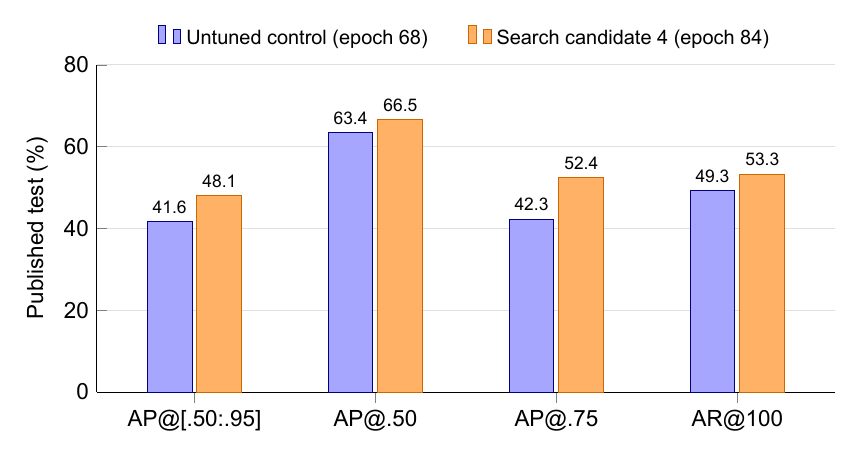 Untuned control (epoch 68) Search candidate 4 (epoch 84)
Published test (%)
80
60
40
20
0
41.6 48.1 63.4 66.5 42.3 52.4 49.3 53.3
AP@[.50:.95] AP@.50 AP@.75 AR@100